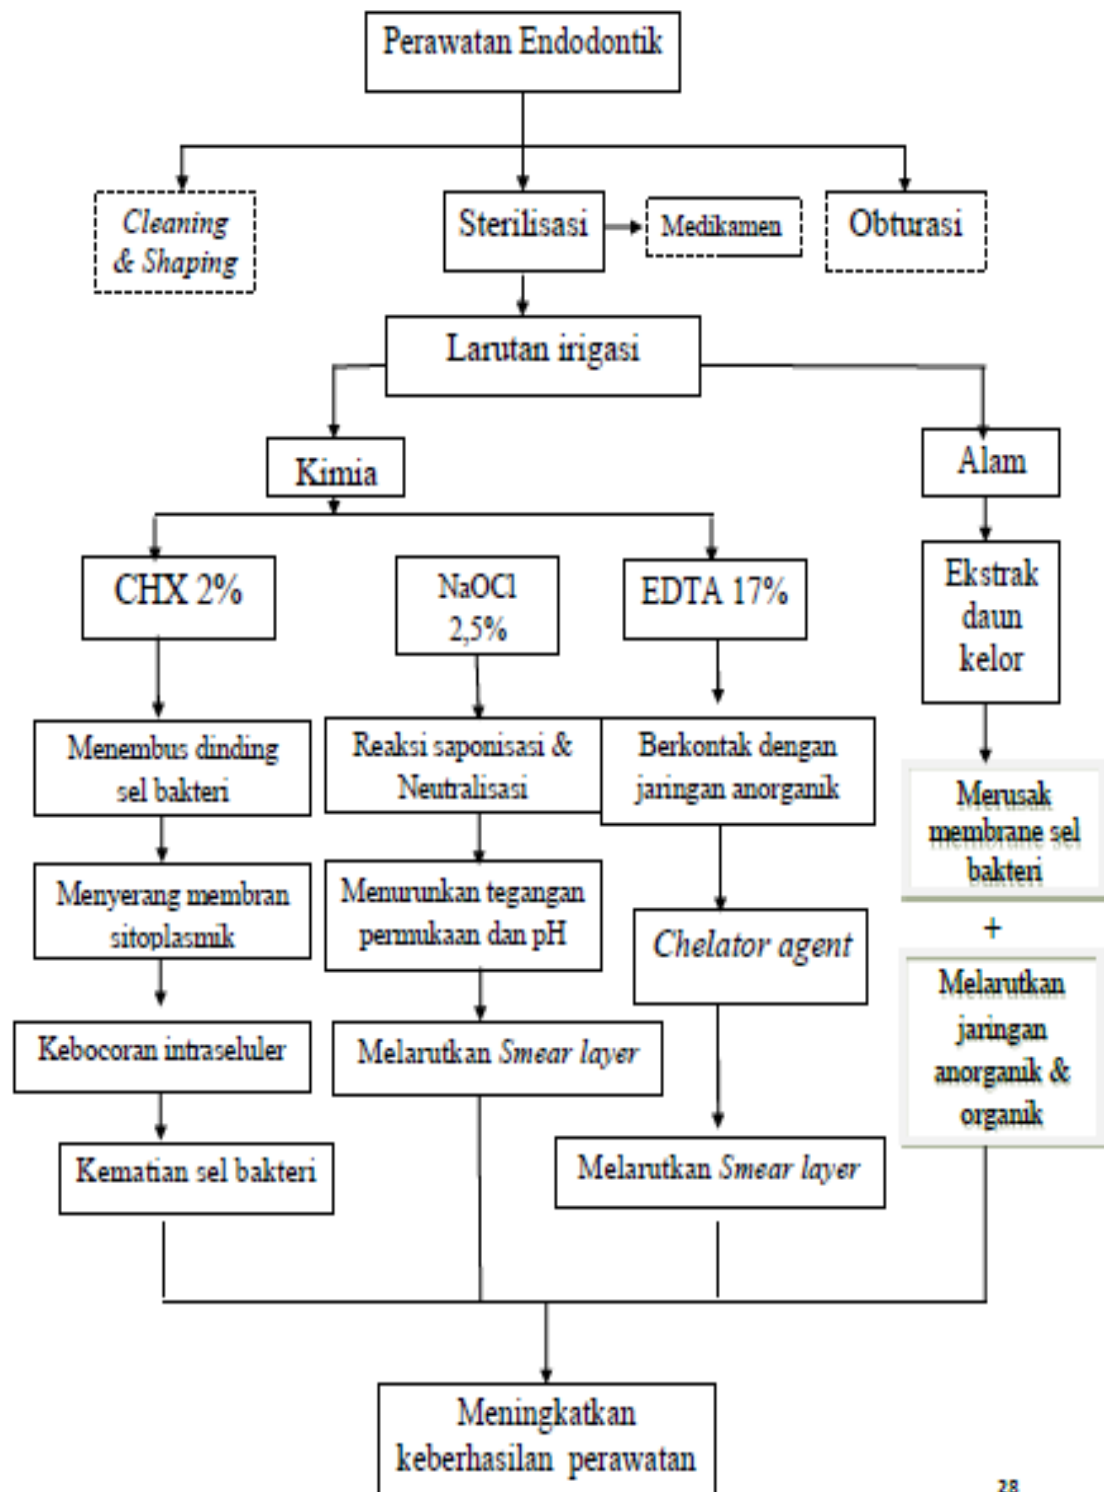 Perawatan Endodontik
Cleaning
& Shaping
Sterilisasi
Medikamen
Obturasi
Larutan irigasi
Kimia
Alam
CHX 2%
NaOCl
2,5%
EDTA 17%
Ekstrak
daun
kelor
Menembus dinding
sel bakteri
Reaksi saponisasi &
Neutralisasi
Berkontak dengan
jaringan anorganik
Merusak
membrane sel
bakteri
Menyerang membran
sitoplasmik
Menurunkan tegangan
permukaan dan pH
Chelator agent
+
Melarutkan
jaringan
anorganik &
organik
Kebocoran intraseluler
Melarutkan Smear layer
Kematian sel bakteri
Melarutkan Smear layer
Meningkatkan
keberhasilan perawatan
28